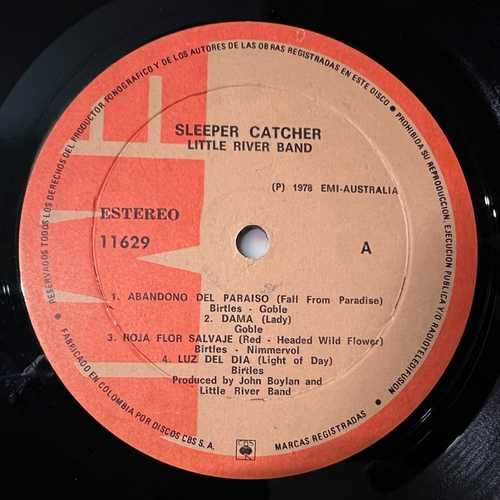 RESERVADOS TODOS LOS DERECHOS DEL PRODUCTOR FONOGRAFICO Y DE LOS AUTORES DE LAS OBRAS REGISTRADAS EN ESTE DISCO • PROHIBIDA SU REPRODUCCION, EJECUCION PUBLICA Y/O RADIOTELEDIFUSION
EMI
SLEEPER CATCHER
LITTLE RIVER BAND
(P) 1978 EMI-AUSTRALIA
ESTEREO
11629
A
1. ABANDONO DEL PARAISO (Fall From Paradise)
Birtles - Goble
2. DAMA (Lady)
Goble
3. ROJA FLOR SALVAJE (Red - Headed Wild Flower)
Birtles - Nimmervol
4. LUZ DEL DIA (Light of Day)
Birtles
Produced by John Boylan and
Little River Band
CBS
FABRICADO EN COLOMBIA POR DISCOS CBS S.A.
MARCAS REGISTRADAS